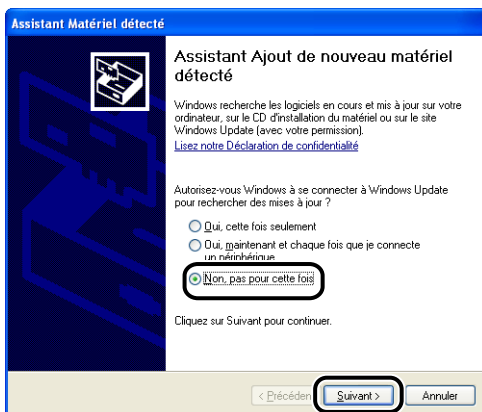 Assistant Matériel détecté
Assistant Ajout de nouveau matériel
détecté
Windows recherche les logiciels en cours et mis à jour sur votre
ordinateur, sur le CD d'installation du matériel ou sur le site
Windows Update (avec votre permission).
Lisez notre Déclaration de confidentialité
Autorisez-vous Windows à se connecter à Windows Update
pour rechercher des mises à jour ?
Oui, cette fois seulement
Oui, maintenant et chaque fois que je connecte
un périphérique
Non, pas pour cette fois
Cliquez sur Suivant pour continuer.
< Précéden
Suivant >
Annuler